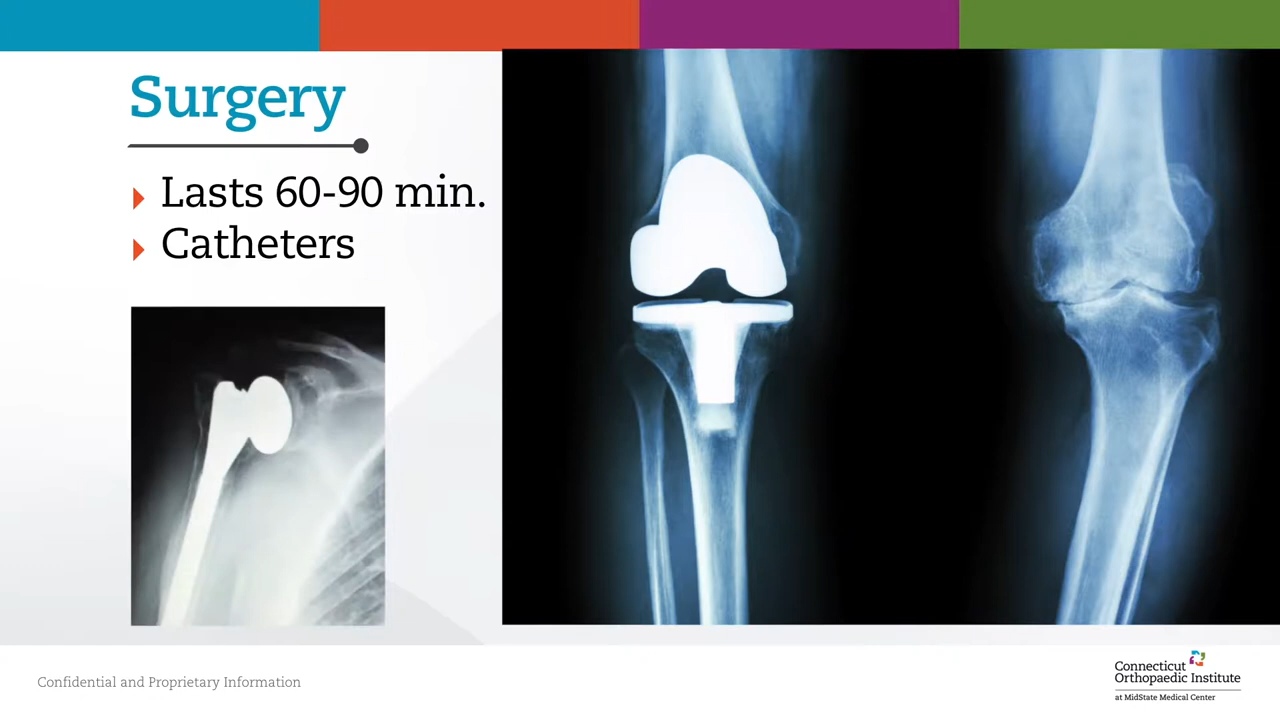 Surgery
Lasts 60-90 min.
Catheters
Confidential and Proprietary Information
Connecticut
Orthopaedic Institute
at MidState Medical Center